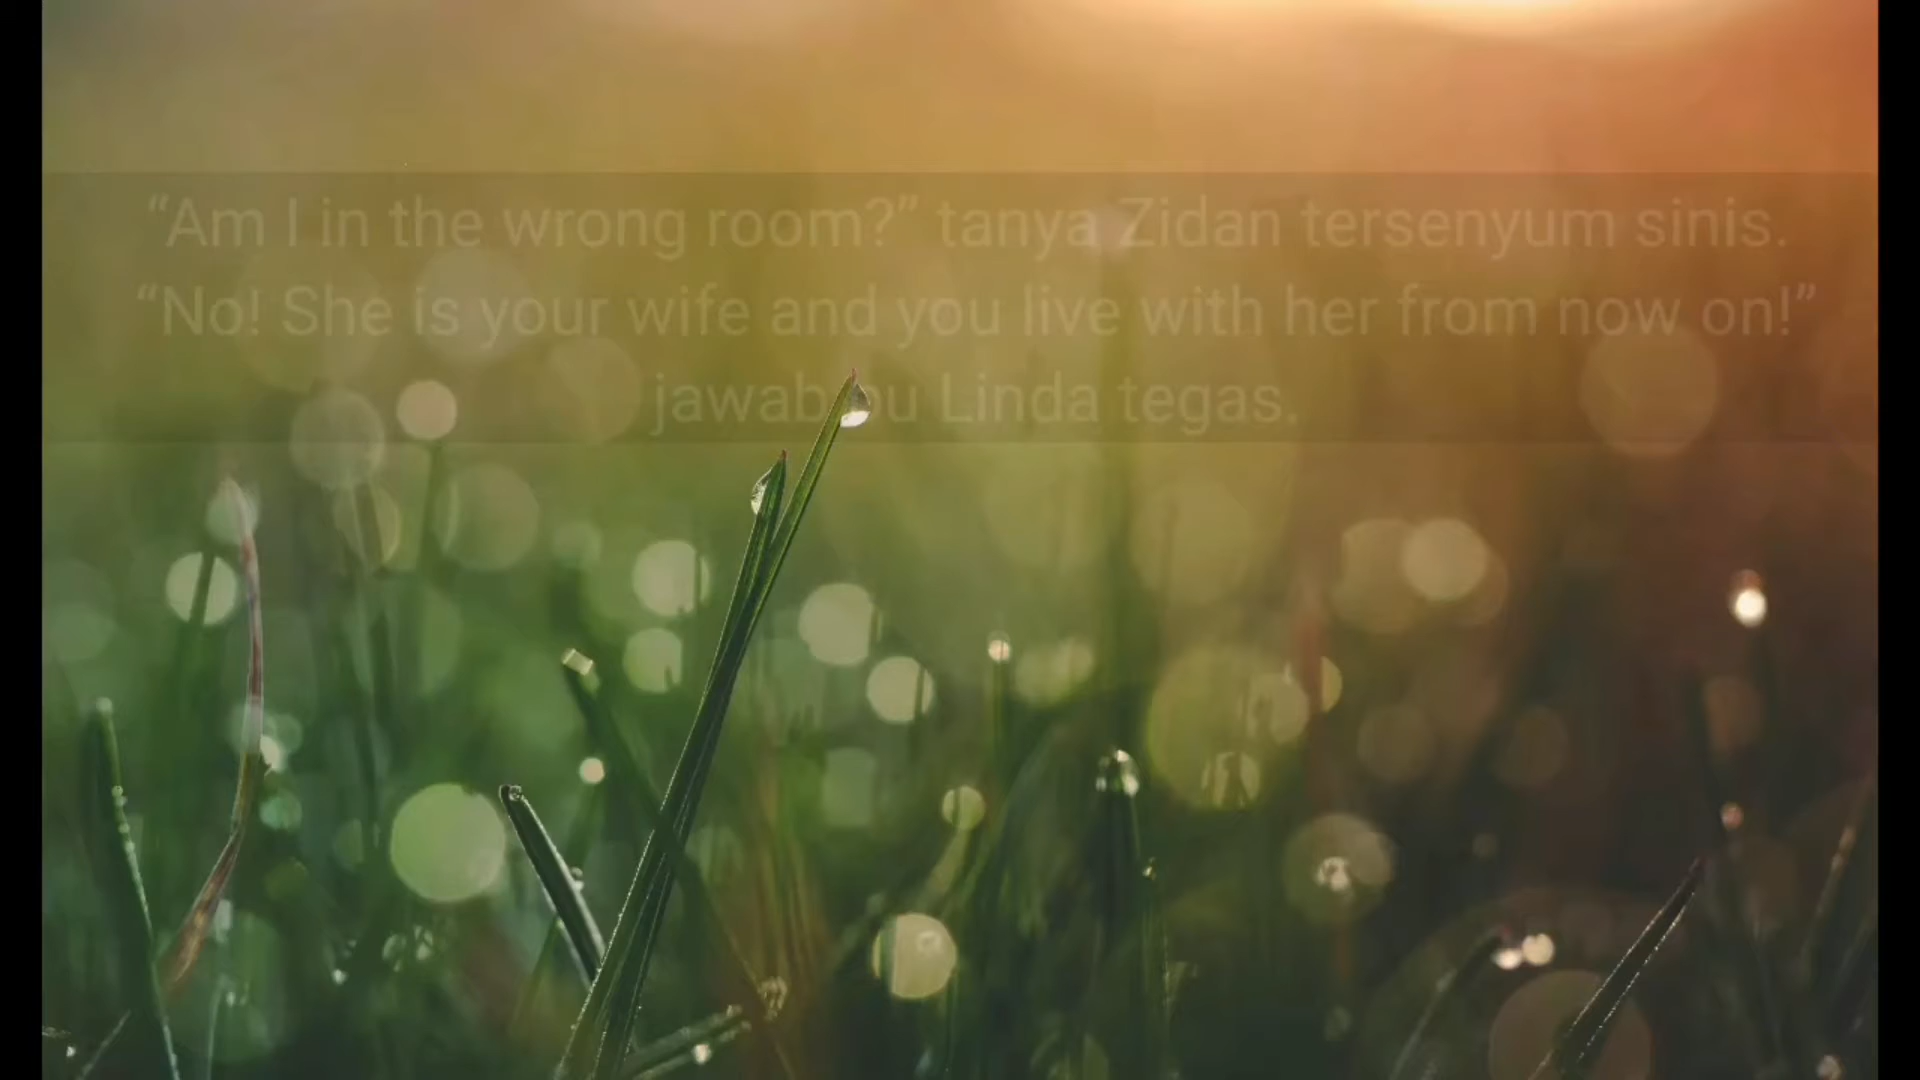 “Am I in the wrong room?” tanya Zidan tersenyum sinis.
“No! She is your wife and you live with her from now on!”
jawab Bu Linda tegas.